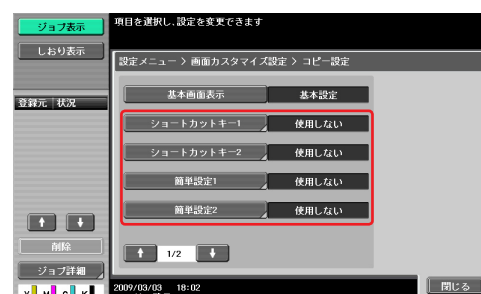 ジョブ表示
項目を選択し､設定を変更できます
しおり表示
設定メニュー > 画面カスタマイズ設定 > コピー設定
登録元 状況
基本画面表示 基本設定
ショートカットキー1 使用しない
ショートカットキー2 使用しない
簡単設定1 使用しない
簡単設定2 使用しない
削除
1/2
ジョブ詳細
2009/03/03 18:02
閉じる
Y M C K